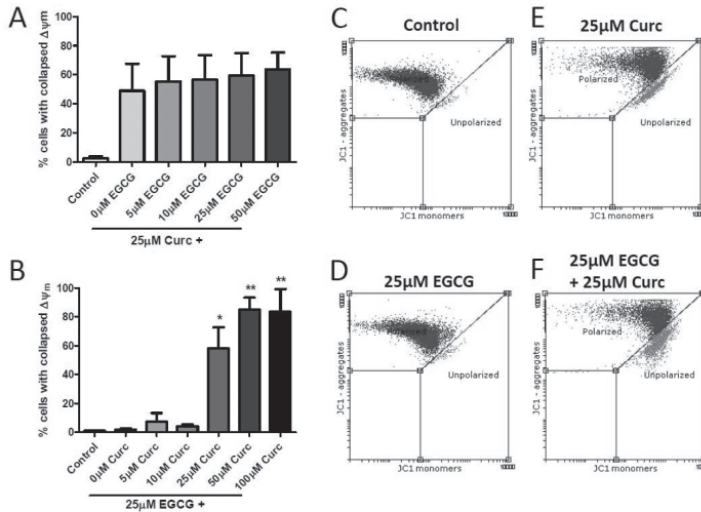 A
% cells with collapsed Δψm
100
80
60
40
20
0
Control
0μM EGCG
5μM EGCG
10μM EGCG
25μM EGCG
50μM EGCG
25μM Curc +
B
% cells with collapsed Δψm
100
80
60
40
20
0
* ** **
Control
0μM Curc
5μM Curc
10μM Curc
25μM Curc
50μM Curc
100μM Curc
25μM EGCG +
C
Control
JC1 - aggregates
Unpolarized
JC1 monomers
D
25μM EGCG
JC1 - aggregates
Unpolarized
JC1 monomers
E
25μM Curc
JC1 - aggregates
Polarized
Unpolarized
JC1 monomers
F
25μM EGCG
+ 25μM Curc
JC1 - aggregates
Polarized
Unpolarized
JC1 monomers